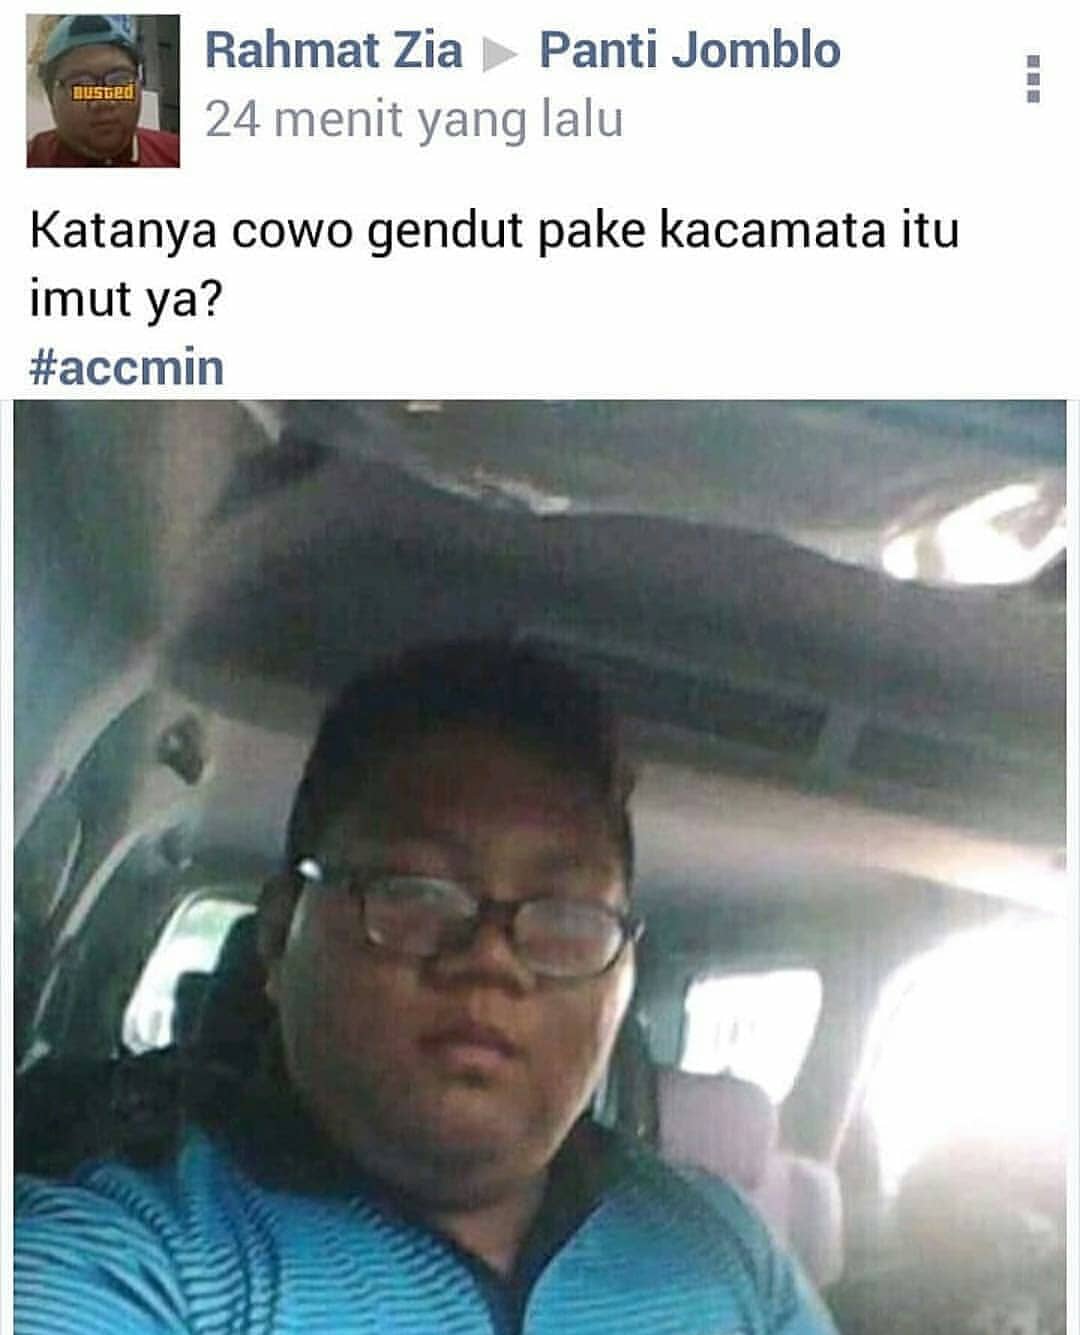 Rahmat Zia ▶ Panti Jomblo
24 menit yang lalu
BUSTED
Katanya cowo gendut pake kacamata itu
imut ya?
#accmin